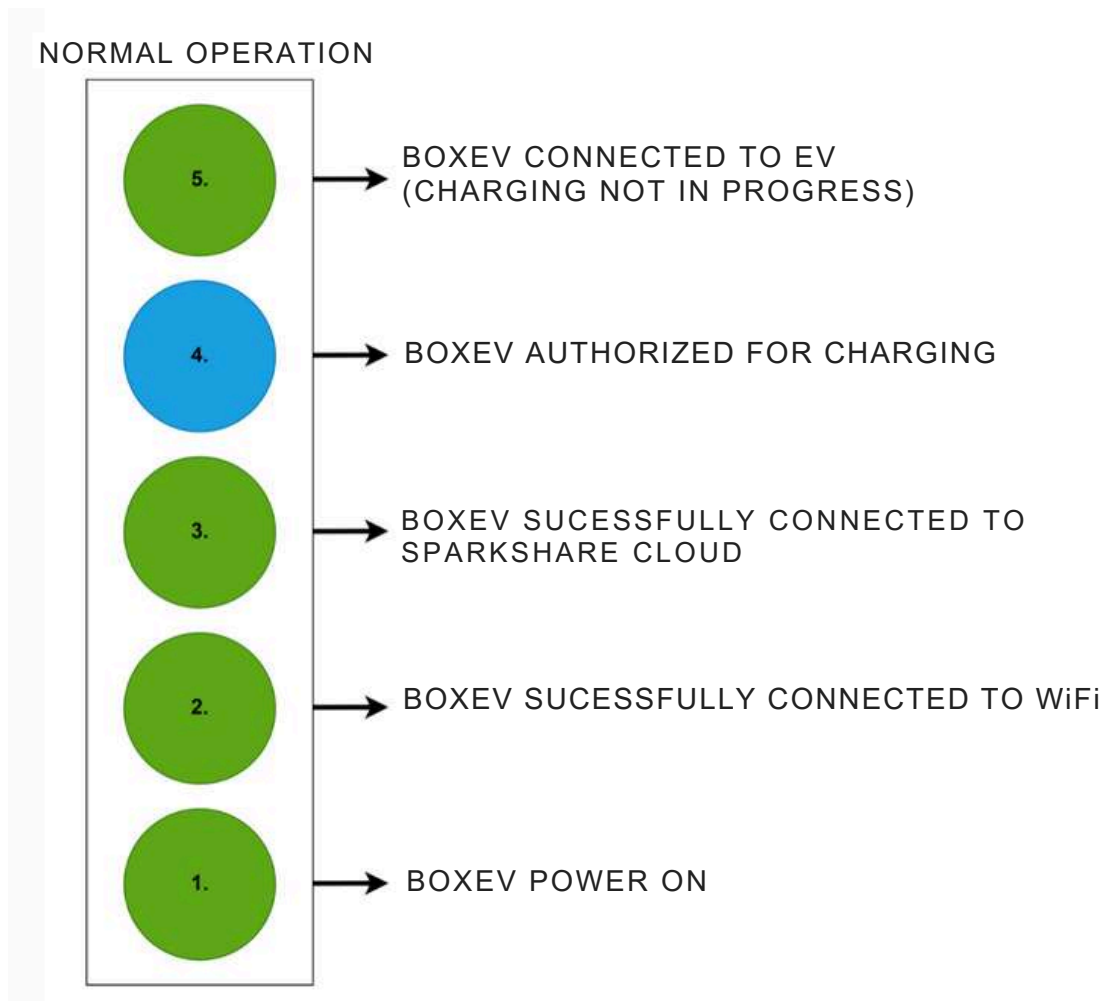 NORMAL OPERATION
5.
BOXEV CONNECTED TO EV
(CHARGING NOT IN PROGRESS)
4.
BOXEV AUTHORIZED FOR CHARGING
3.
BOXEV SUCESSFULLY CONNECTED TO
SPARKSHARE CLOUD
2.
BOXEV SUCESSFULLY CONNECTED TO WiFi
1.
BOXEV POWER ON